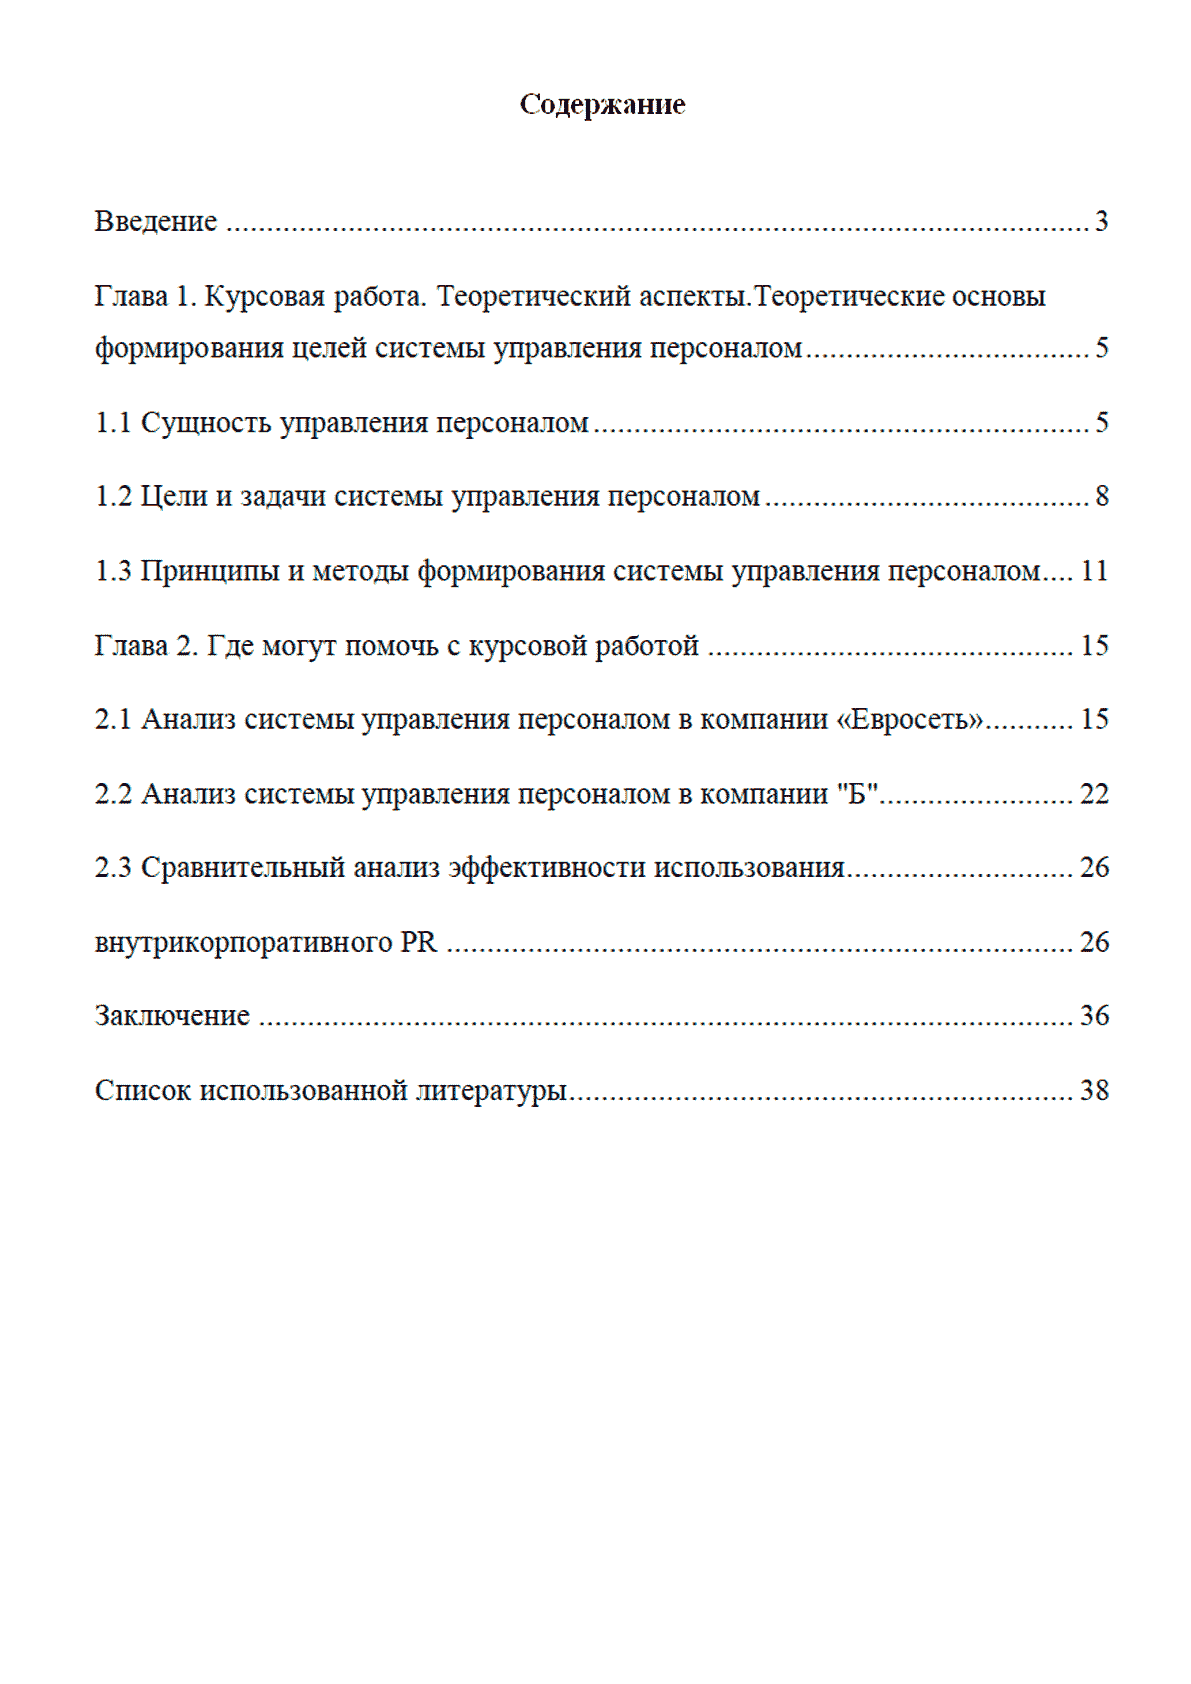 Содержание
Введение ........................................................................................................... 3
Глава 1. Курсовая работа. Теоретический аспекты.Теоретические основы
формирования целей системы управления персоналом................................... 5
1.1 Сущность управления персоналом............................................................. 5
1.2 Цели и задачи системы управления персоналом........................................ 8
1.3 Принципы и методы формирования системы управления персоналом.... 11
Глава 2. Где могут помочь с курсовой работой ............................................. 15
2.1 Анализ системы управления персоналом в компании «Евросеть»........... 15
2.2 Анализ системы управления персоналом в компании "Б"........................ 22
2.3 Сравнительный анализ эффективности использования............................ 26
внутрикорпоративного PR ............................................................................. 26
Заключение .................................................................................................... 36
Список использованной литературы.............................................................. 38